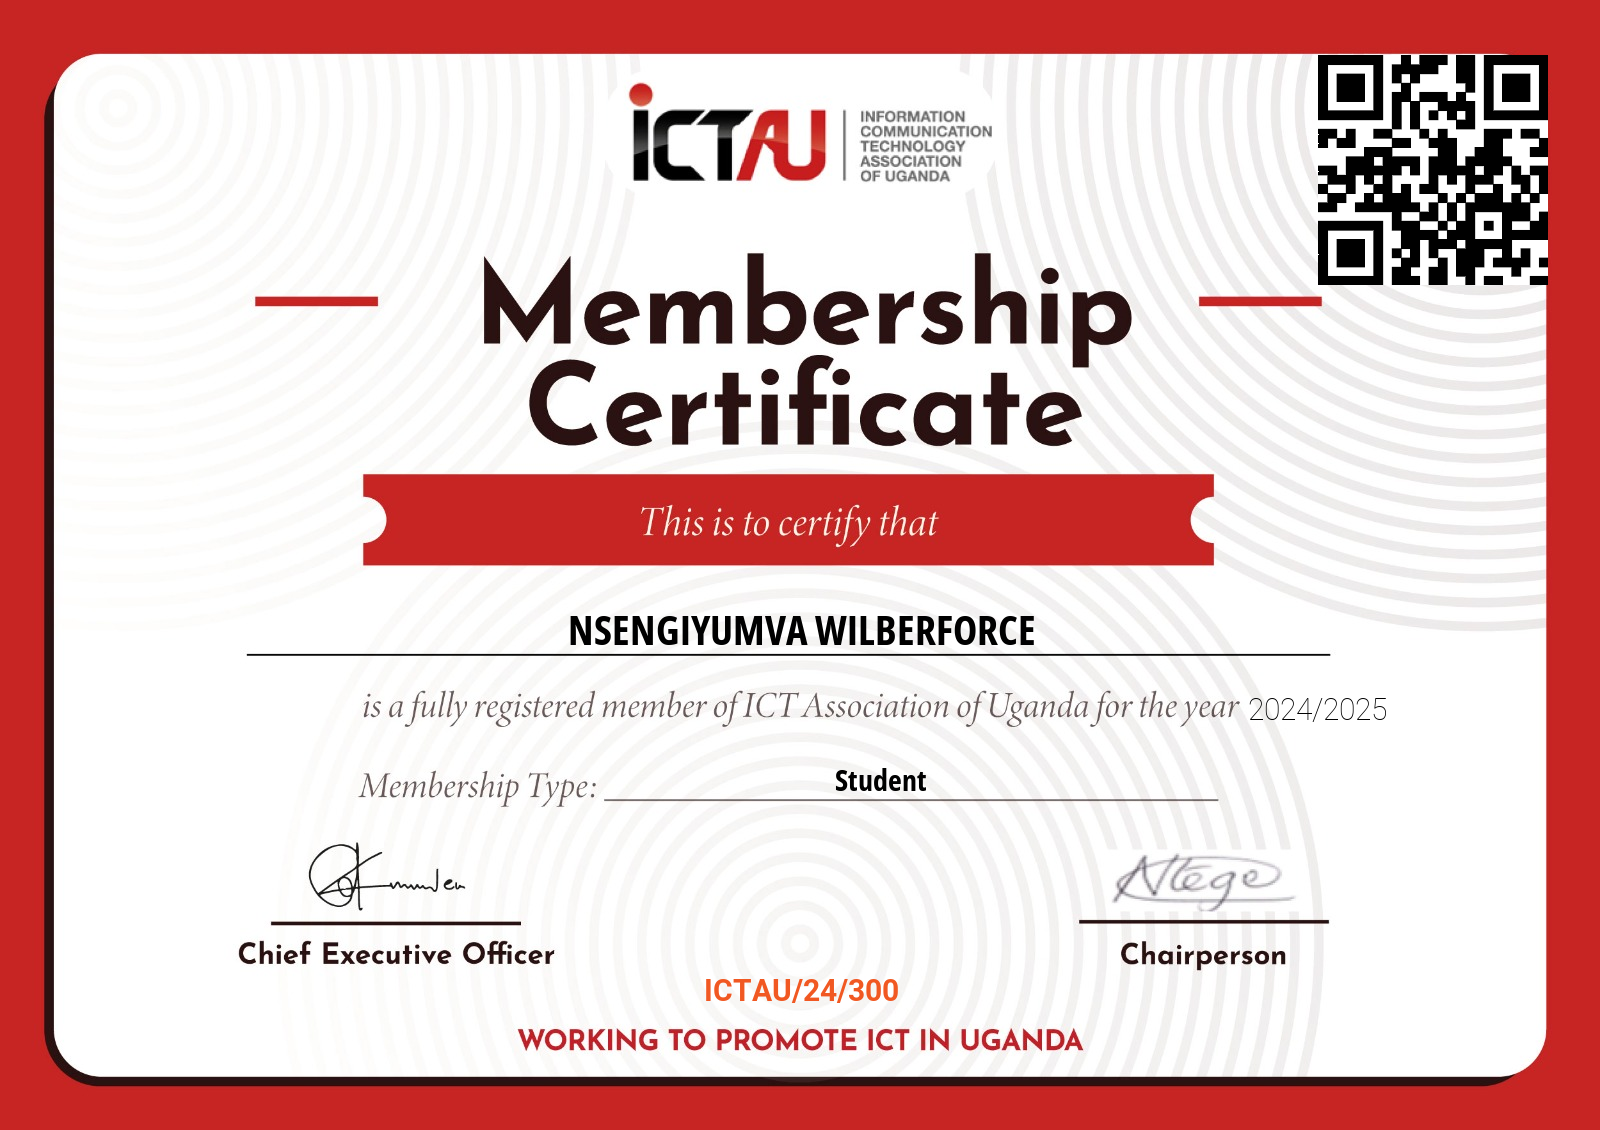 ICTAU
INFORMATION
COMMUNICATION
TECHNOLOGY
ASSOCIATION
OF UGANDA
Membership
Certificate
This is to certify that
NSENGIYUMVA WILBERFORCE
is a fully registered member of ICT Association of Uganda for the year 2024/2025
Membership Type: Student
Chief Executive Officer
Chairperson
ICTAU/24/300
WORKING TO PROMOTE ICT IN UGANDA